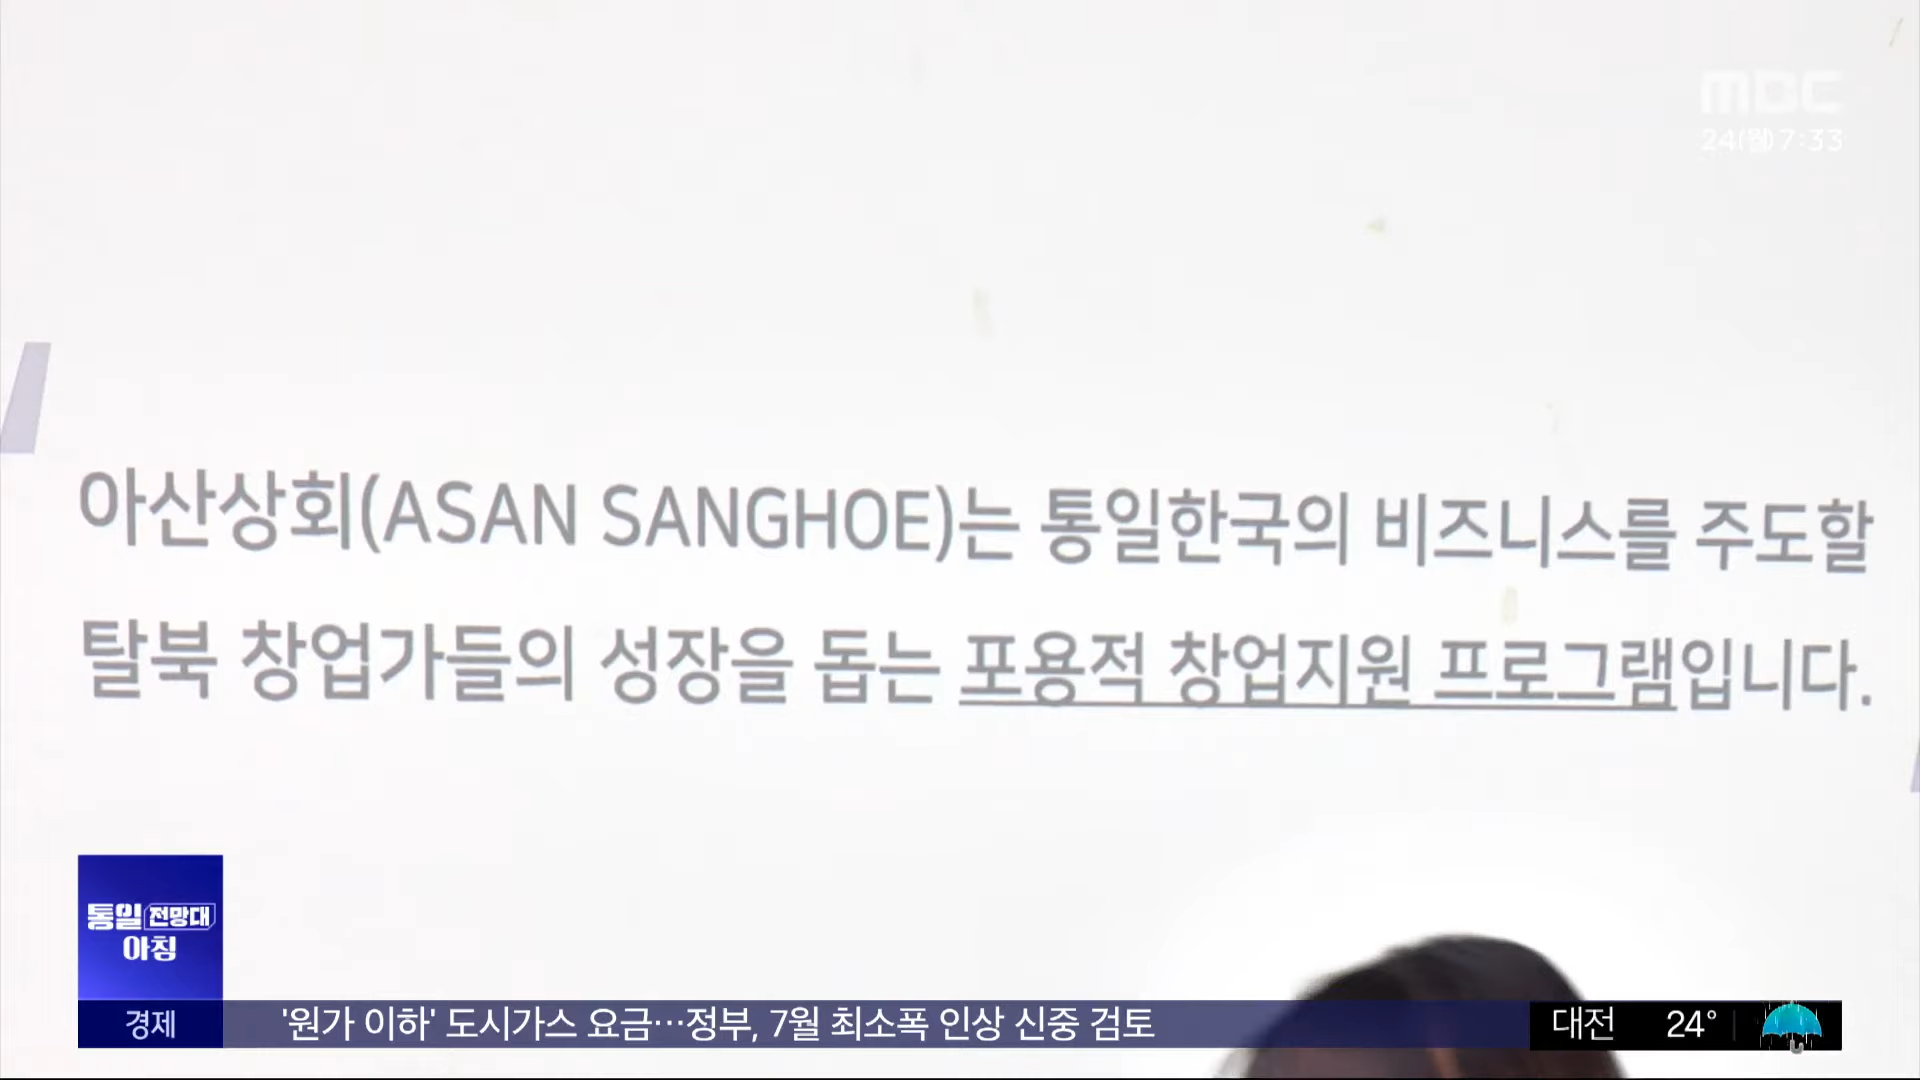 MBC
24(월)7:33
아산상회(ASAN SANGHOE)는 통일한국의 비즈니스를 주도할
탈북 창업가들의 성장을 돕는 포용적 창업지원 프로그램입니다.
통일 전망대
아침
경제 '원가 이하' 도시가스 요금…정부, 7월 최소폭 인상 신중 검토 대전 24°